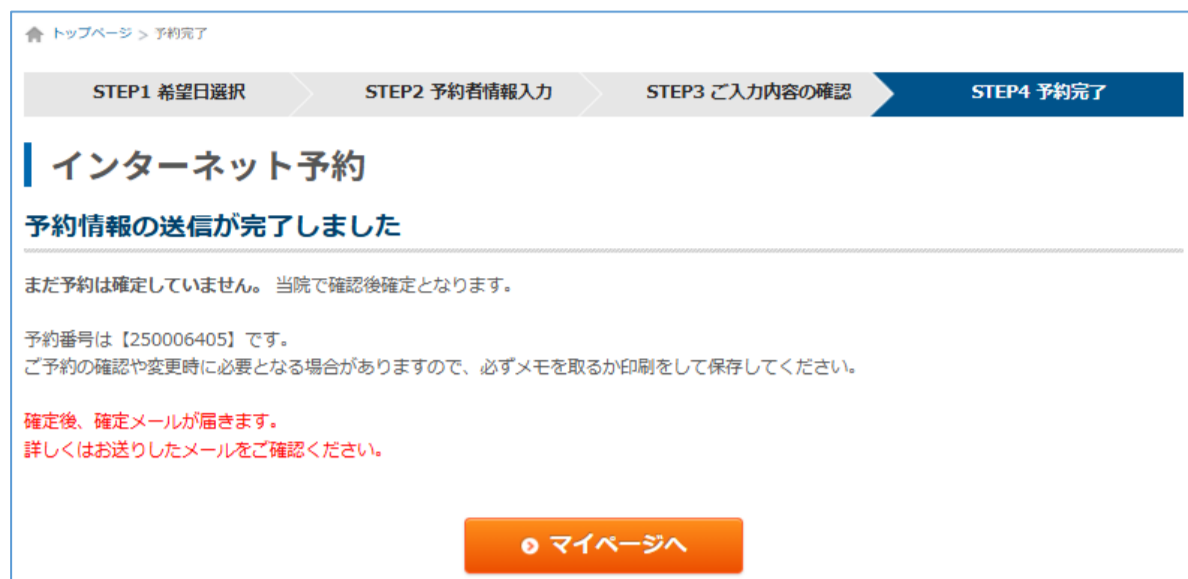 トップページ > 予約完了
STEP1 希望日選択 STEP2 予約者情報入力 STEP3 ご入力内容の確認 STEP4 予約完了
インターネット予約
予約情報の送信が完了しました
まだ予約は確定していません。 当院で確認後確定となります。
予約番号は【250006405】です。
ご予約の確認や変更時に必要となる場合がありますので、必ずメモを取るか印刷をして保存してください。
確定後、確定メールが届きます。
詳しくはお送りしたメールをご確認ください。
マイページへ